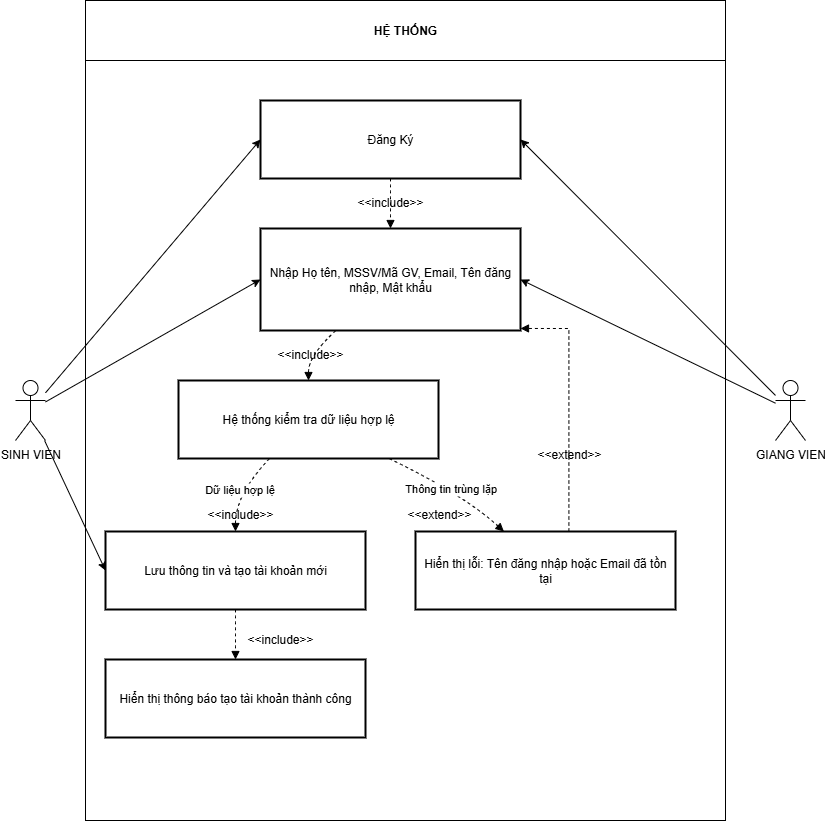 HỆ THỐNG
Đăng Ký
<<include>>
Nhập Họ tên, MSSV/Mã GV, Email, Tên đăng
nhập, Mật khẩu
<<include>>
Hệ thống kiểm tra dữ liệu hợp lệ
SINH VIEN
<<extend>>
GIANG VIEN
Dữ liệu hợp lệ
<<include>>
Thông tin trùng lặp
<<extend>>
Lưu thông tin và tạo tài khoản mới
Hiển thị lỗi: Tên đăng nhập hoặc Email đã tồn
tại
<<include>>
Hiển thị thông báo tạo tài khoản thành công